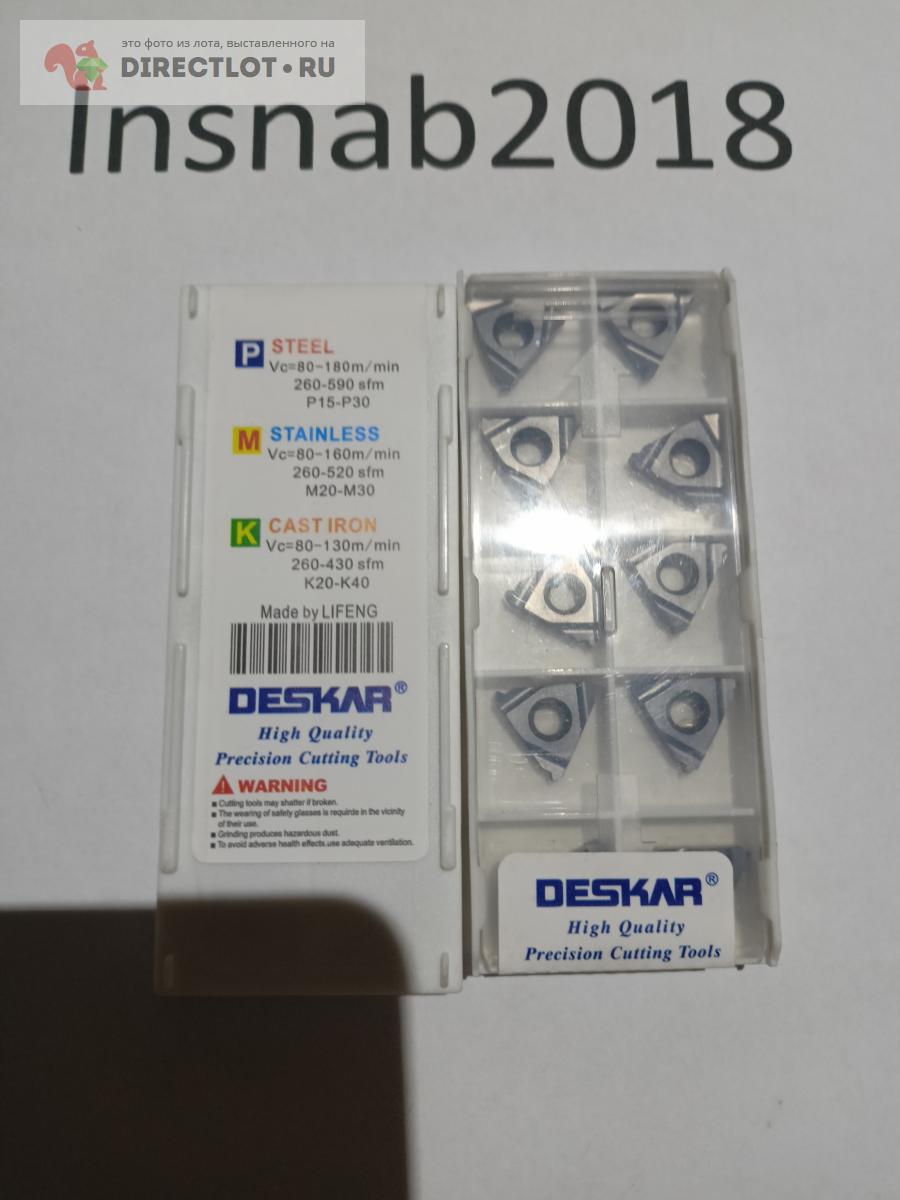 это фото из лота, выставленного на
DIRECTLOT.RU
Insnab2018
P STEEL
Vc=80-180m/min
260-590 sfm
P15-P30
M STAINLESS
Vc=80-160m/min
260-520 sfm
M20-M30
K CAST IRON
Vc=80-130m/min
260-430 sfm
K20-K40
Made by LIFENG
DESKAR®
High Quality
Precision Cutting Tools
WARNING
■ Cutting tools may shatter if broken.
■ The wearing of safety glasses is requirde in the vicinity
of their use.
■ Grinding produces hazardous dust.
■ To avoid adverse health effects,use adequate ventilation.
DESKAR®
High Quality
Precision Cutting Tools